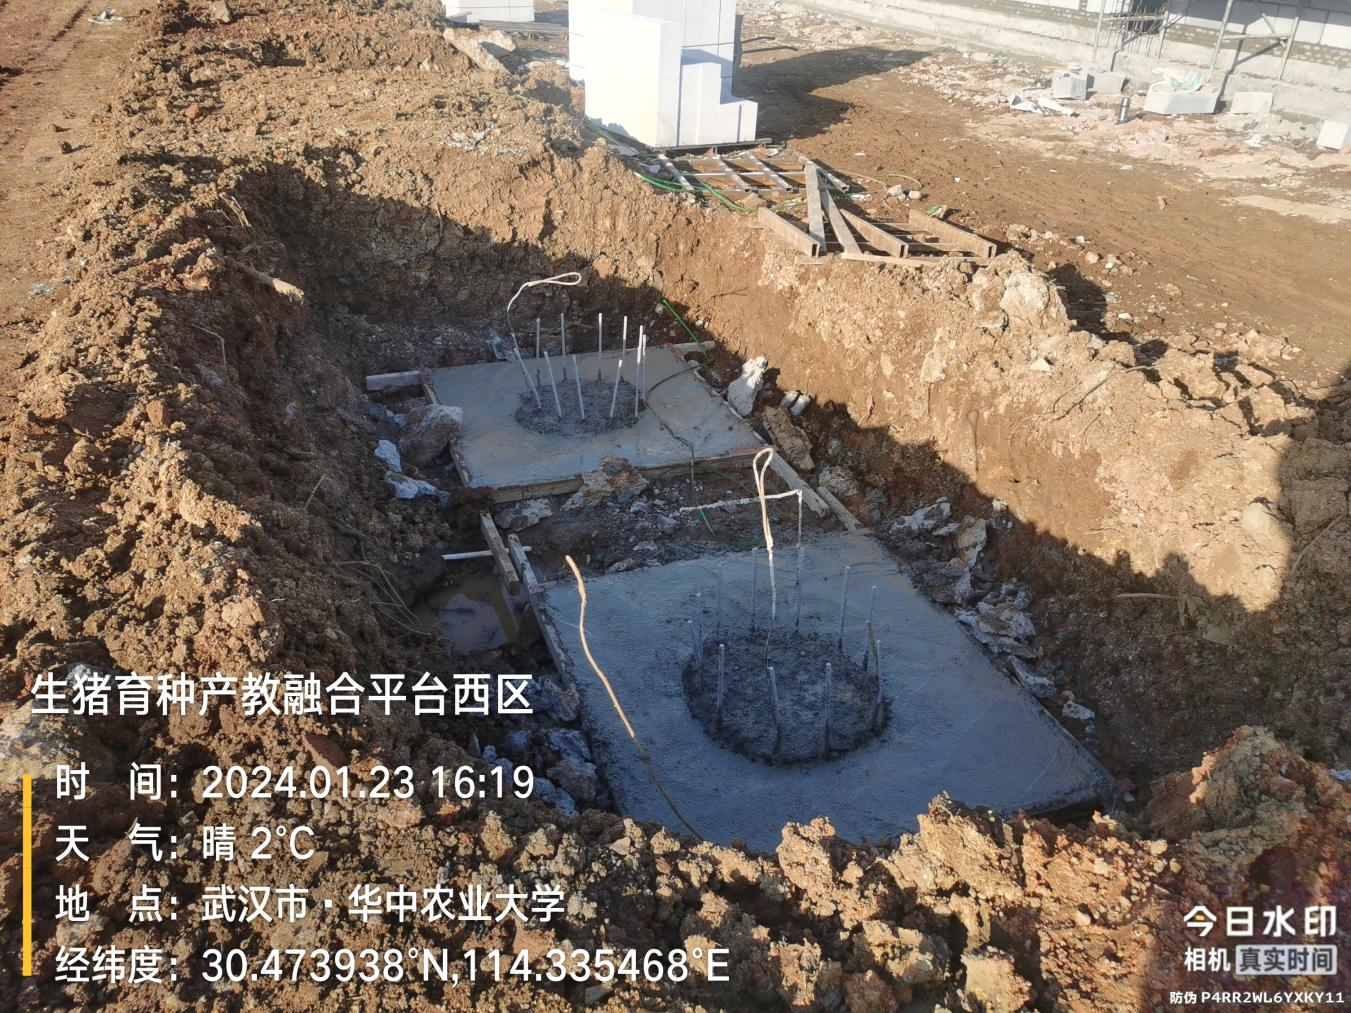 生猪育种产教融合平台西区
时 间：2024.01.23 16:19
天 气：晴 2℃
地 点：武汉市·华中农业大学
经纬度：30.473938°N,114.335468°E
今日水印
相机 真实时间
防伪 P4RR2WL6YXKY11